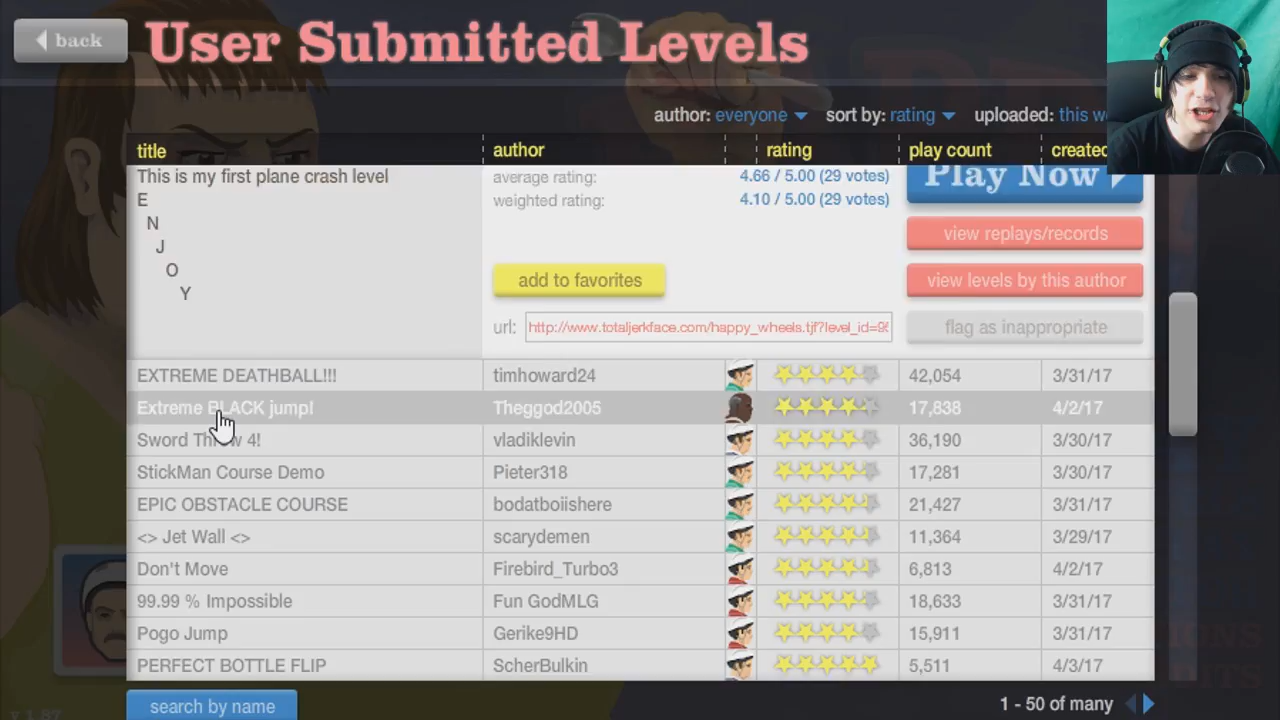 back
User Submitted Levels
author: everyone sort by: rating uploaded: this
title author rating play count created
This is my first plane crash level
E
N
J
O
Y
average rating: 4.66 / 5.00 (29 votes)
weighted rating: 4.10 / 5.00 (29 votes)
Play Now
view replays/records
add to favorites
view levels by this author
url: http://www.totaljerkface.com/happy_wheels.tjf?level_id=9
flag as inappropriate
EXTREME DEATHBALL!!! timhoward24 42,054 3/31/17
Extreme BLACK jump! Theggod2005 17,838 4/2/17
Sword Throw 4! vladiklevin 36,190 3/30/17
StickMan Course Demo Pieter318 17,281 3/30/17
EPIC OBSTACLE COURSE bodatboiishere 21,427 3/31/17
<> Jet Wall <> scarydemen 11,364 3/29/17
Don't Move Firebird_Turbo3 6,813 4/2/17
99.99 % Impossible Fun GodMLG 18,633 3/31/17
Pogo Jump Gerike9HD 15,911 3/31/17
PERFECT BOTTLE FLIP ScherBulkin 5,511 4/3/17
search by name
1 - 50 of many
v 1.87